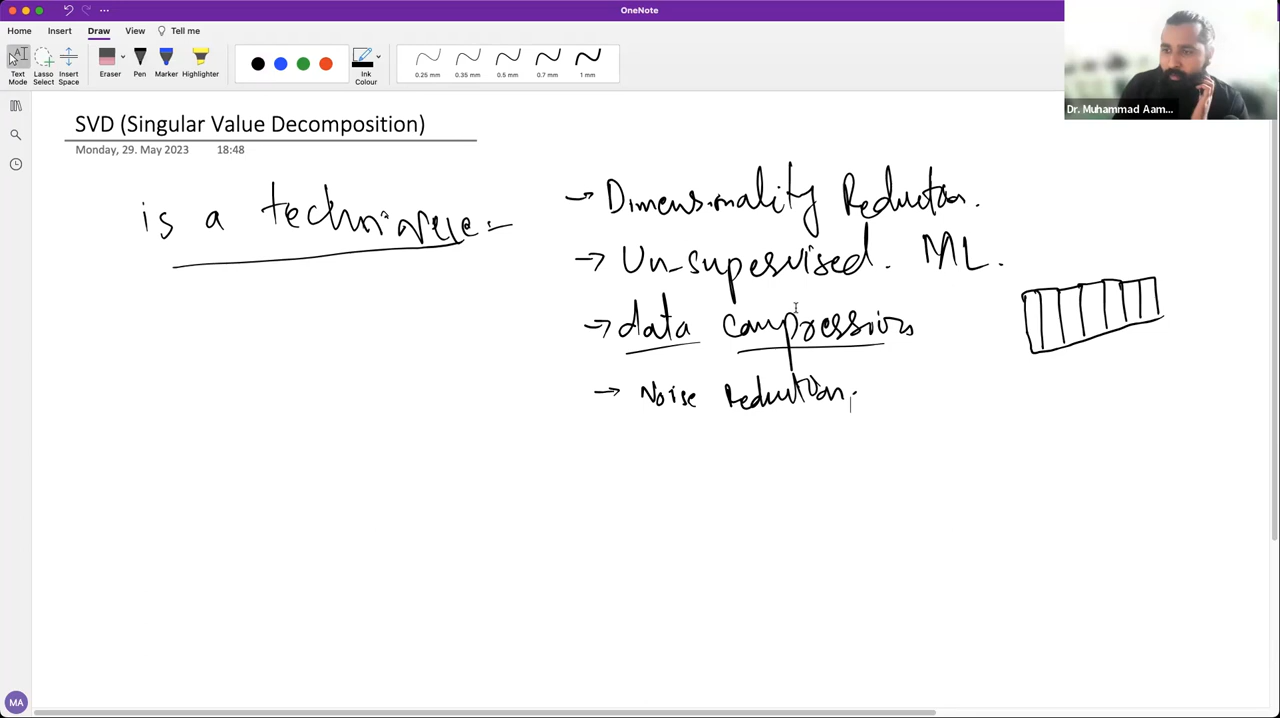 OneNote
Home Insert Draw View Tell me
Text Mode
Lasso Select
Insert Space
Eraser
Pen
Marker
Highlighter
Ink Colour
0.25 mm
0.35 mm
0.5 mm
0.7 mm
1 mm
Dr. Muhammad Aam...
SVD (Singular Value Decomposition)
Monday, 29. May 2023 18:48
is a technique
→ Dimensionality Reduction.
→ Un-supervised. ML.
→ data compression
→ Noise Reduction,
MA